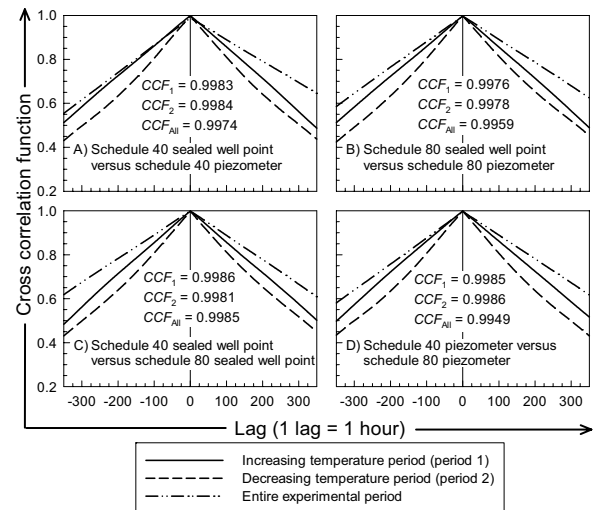 Cross correlation function
1.0
0.8
0.6
0.4
0.2
CCF1 = 0.9983
CCF2 = 0.9984
CCFAll = 0.9974
A) Schedule 40 sealed well point
versus schedule 40 piezometer
CCF1 = 0.9976
CCF2 = 0.9978
CCFAll = 0.9959
B) Schedule 80 sealed well point
versus schedule 80 piezometer
1.0
0.8
0.6
0.4
0.2
CCF1 = 0.9986
CCF2 = 0.9981
CCFAll = 0.9985
C) Schedule 40 sealed well point
versus schedule 80 sealed well point
CCF1 = 0.9985
CCF2 = 0.9986
CCFAll = 0.9949
D) Schedule 40 piezometer versus
schedule 80 piezometer
-300 -200 -100 0 100 200 300
-300 -200 -100 0 100 200 300
Lag (1 lag = 1 hour)
Increasing temperature period (period 1)
Decreasing temperature period (period 2)
Entire experimental period